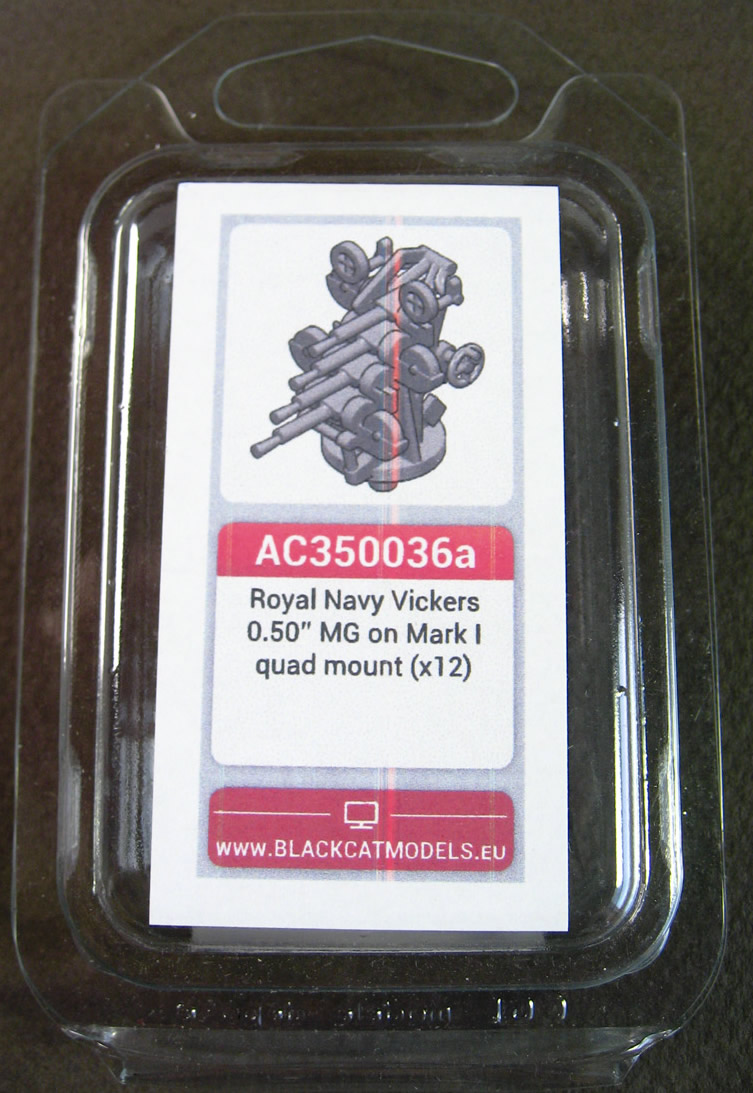 AC350036a
Royal Navy Vickers
0.50" MG on Mark I
quad mount (x12)
www.BLACKCATMODELS.EU